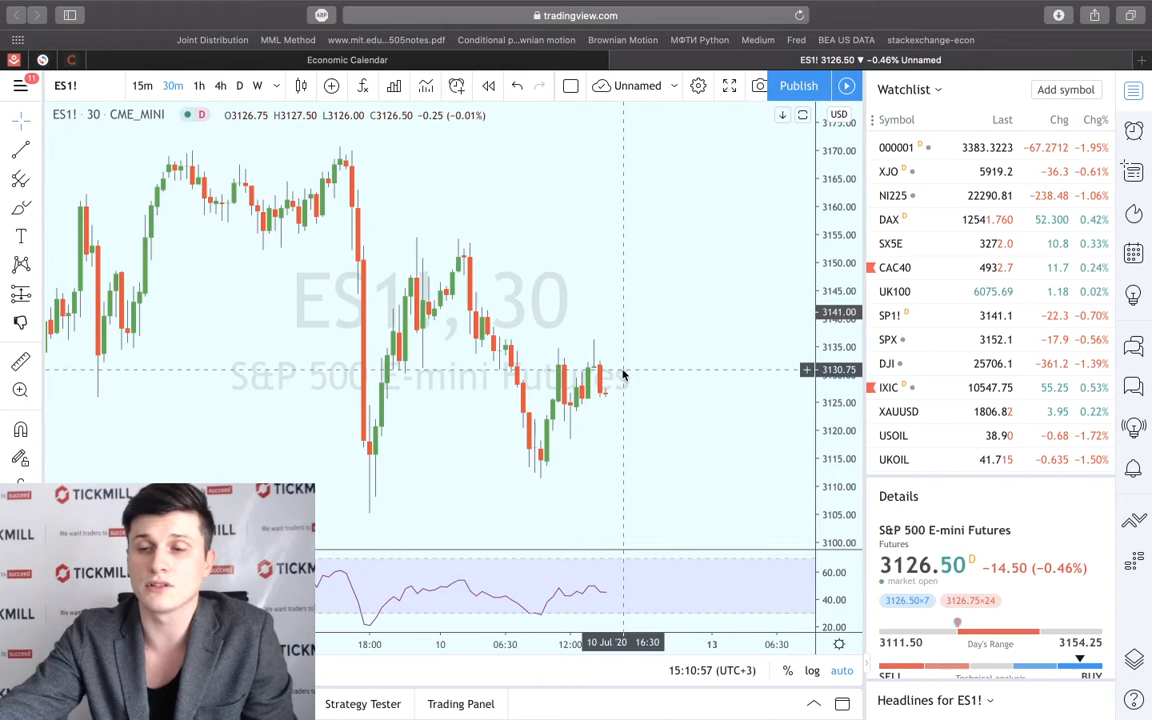 ABP
tradingview.com
Joint Distribution
MML Method
www.mit.edu...505notes.pdf
Conditional p...wnian motion
Brownian Motion
МФТИ Python
Medium
Fred
BEA US DATA
stackexchange-econ
C
Economic Calendar
ES1! 3126.50 ▼ −0.46% Unnamed
11
ES1!
15m
30m
1h
4h
D
W
Unnamed
Publish
ES1! · 30 · CME_MINI
D
O3126.75 H3127.50 L3126.00 C3126.50 −0.25 (−0.01%)
USD
3175.00
3170.00
3165.00
3160.00
3155.00
3150.00
3145.00
3141.00
3135.00
3130.75
3125.00
3120.00
3115.00
3110.00
3105.00
3100.00
ES1!, 30
S&P 500 E-mini Futures
60.00
40.00
20.00
18:00
10
06:30
12:00
10 Jul '20 16:30
13
06:30
15:10:57 (UTC+3)
%
log
auto
Strategy Tester
Trading Panel
Watchlist
Add symbol
Symbol Last Chg Chg%
000001 D 3383.3223 −67.2712 −1.95%
XJO D 5919.2 −36.3 −0.61%
NI225 22290.81 −238.48 −1.06%
DAX D 12541.760 52.300 0.42%
SX5E 3272.0 10.8 0.33%
CAC40 4932.7 11.7 0.24%
UK100 6075.69 1.18 0.02%
SP1! D 3141.1 −22.3 −0.70%
SPX 3152.1 −17.9 −0.56%
DJI 25706.1 −361.2 −1.39%
IXIC D 10547.75 55.25 0.53%
XAUUSD 1806.82 3.95 0.22%
USOIL 38.90 −0.68 −1.72%
UKOIL 41.715 −0.635 −1.50%
Details
S&P 500 E-mini Futures
Futures
3126.50 D −14.50 (−0.46%)
market open
3126.50×7
3126.75×24
3111.50 Day's Range 3154.25
SELL Technical analysis BUY
Headlines for ES1!
TICKMILL
We want traders to succeed
TICKMILL
TICKMILL